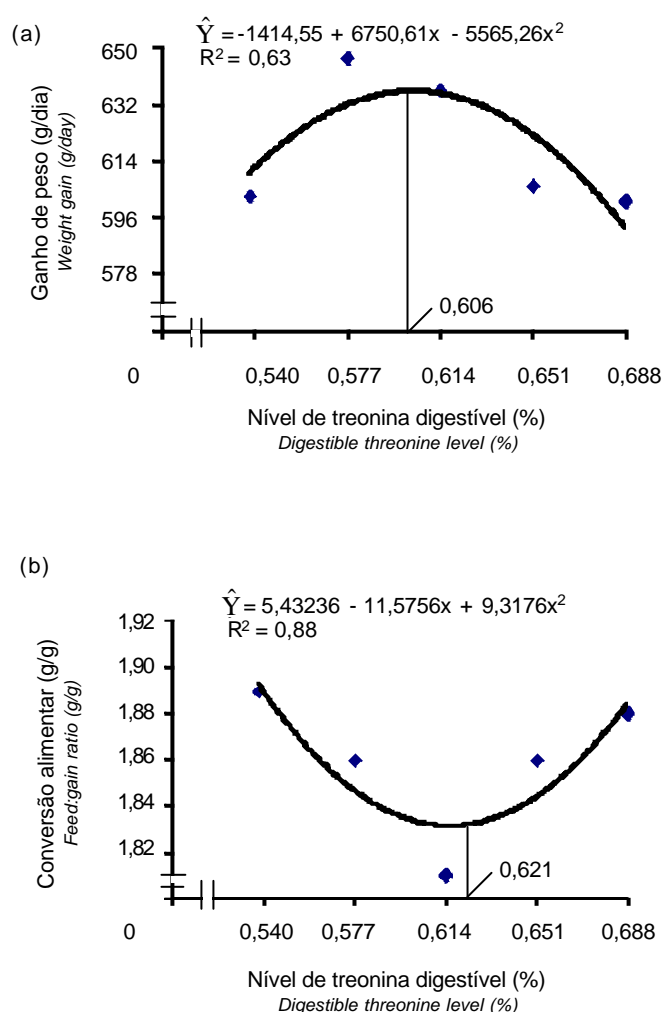 (a)
Ŷ = -1414,55 + 6750,61x - 5565,26x²
R² = 0,63
650
632
614
596
578
Ganho de peso (g/dia)
Weight gain (g/day)
0,606
0 0,540 0,577 0,614 0,651 0,688
Nível de treonina digestível (%)
Digestible threonine level (%)
(b)
Ŷ = 5,43236 - 11,5756x + 9,3176x²
R² = 0,88
1,92
1,90
1,88
1,86
1,84
1,82
Conversão alimentar (g/g)
Feed:gain ratio (g/g)
0,621
0 0,540 0,577 0,614 0,651 0,688
Nível de treonina digestível (%)
Digestible threonine level (%)